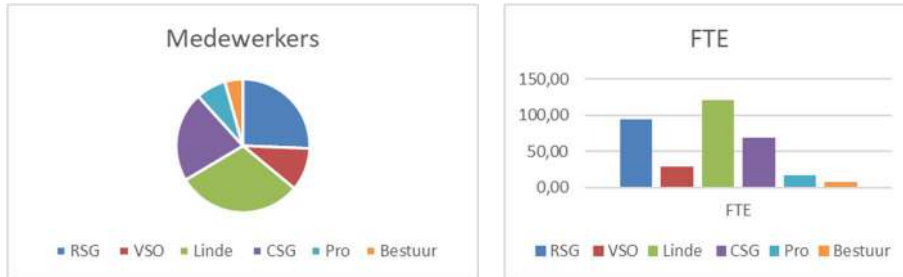 Medewerkers
RSG VSO Linde CSG Pro Bestuur
FTE
150,00
100,00
50,00
0,00
FTE
RSG VSO Linde CSG Pro Bestuur